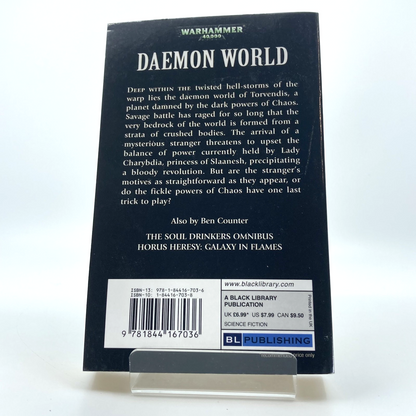 WARHAMMER
40,000
DAEMON WORLD
DEEP WITHIN THE TWISTED HELL-STORMS OF THE
WARP LIES THE DAEMON WORLD OF TORVENDIS, A
PLANET DAMNED BY THE DARK POWERS OF CHAOS.
SAVAGE BATTLE HAS RAGED FOR SO LONG THAT THE
VERY BEDROCK OF THE WORLD IS FORMED FROM A
STRATA OF CRUSHED BODIES. THE ARRIVAL OF A
MYSTERIOUS STRANGER THREATENS TO UPSET THE
BALANCE OF POWER CURRENTLY HELD BY LADY
CHARYBDIA, PRINCESS OF SLAANESH, PRECIPITATING
A BLOODY REVOLUTION. BUT ARE THE STRANGER'S
MOTIVES AS STRAIGHTFORWARD AS THEY APPEAR, OR
DO THE FICKLE POWERS OF CHAOS HAVE ONE LAST
TRICK TO PLAY?
Also by Ben Counter
THE SOUL DRINKERS OMNIBUS
HORUS HERESY: GALAXY IN FLAMES
ISBN-13: 978-1-84416-703-6
ISBN-10: 1-84416-703-8
9 781844 167036
www.blacklibrary.com
A BLACK LIBRARY
PUBLICATION
UK £6.99* US $7.99 CAN $9.50
SCIENCE FICTION
BL PUBLISHING
Printed in the UK
*recommended price only